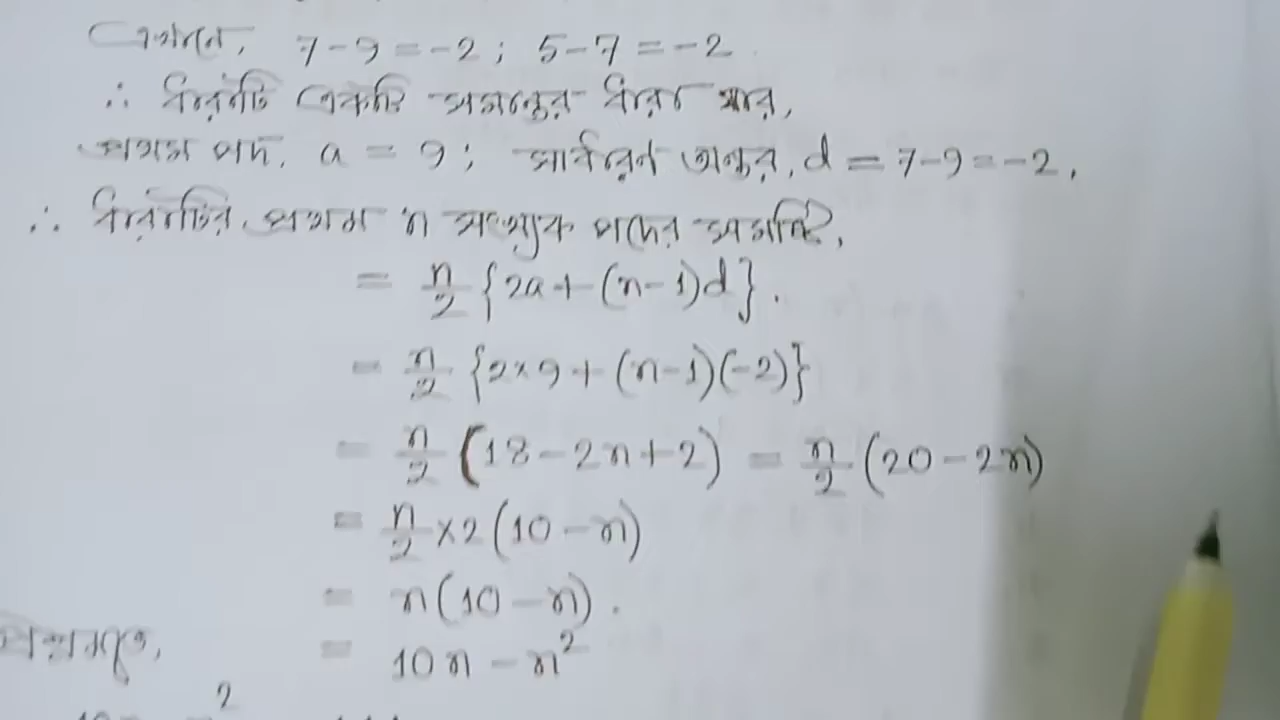 এখানে, 7-9=-2; 5-7=-2
∴ ধারাটি একটি সমান্তর ধারা যার,
প্রথম পদ, a = 9; সাধারণ অন্তর, d = 7-9=-2,
∴ ধারাটির, প্রথম n সংখ্যক পদের সমষ্টি,
= n/2 {2a+(n-1)d}.
= n/2 {2×9+(n-1)(-2)}
= n/2 (18-2n+2) = n/2 (20-2n)
= n/2 ×2(10-n)
= n(10-n).
= 10n-n²
প্রশ্নমতে,